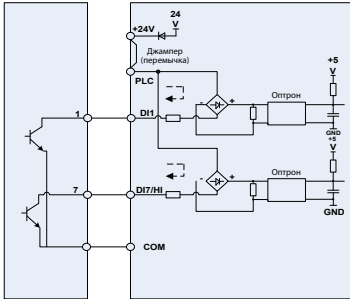 24
V
+24V
Джампер
(перемычка)
+5
V
PLC
Оптрон
- +
1
DI1
GND
+5
V
Оптрон
- +
7
DI7/HI
GND
COM